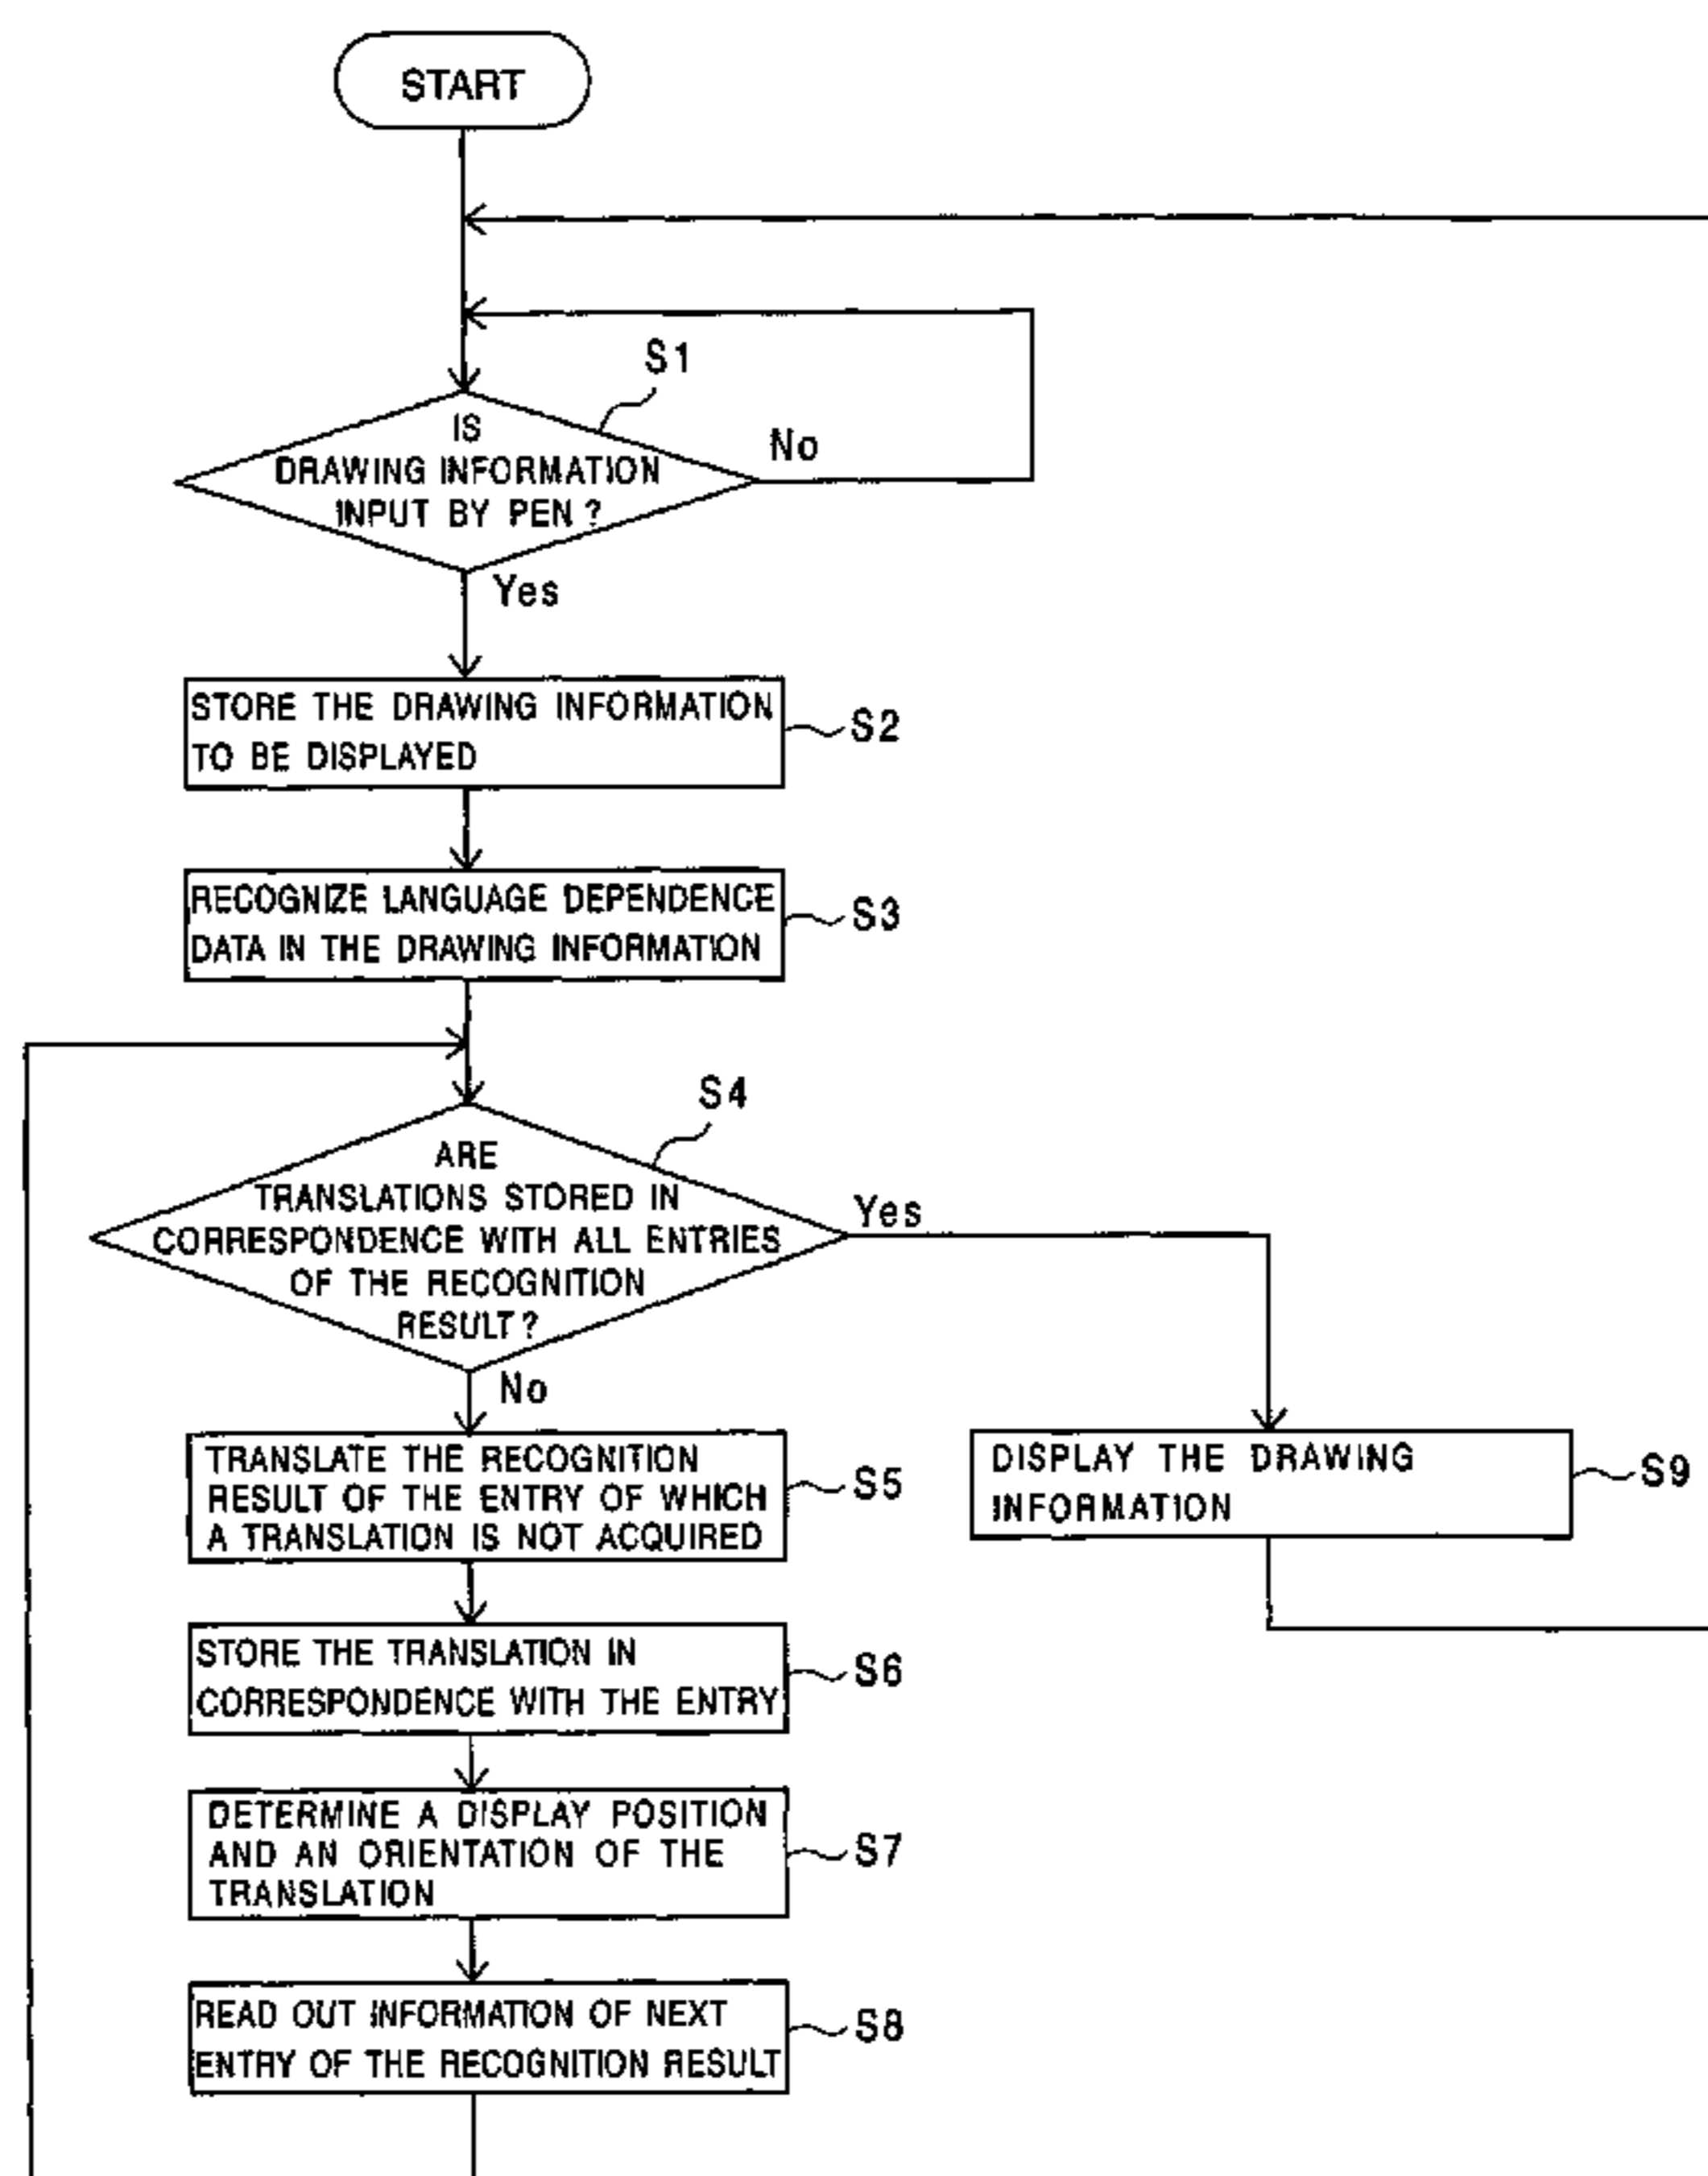 START
S1
IS
DRAWING INFORMATION
INPUT BY PEN?
No
Yes
STORE THE DRAWING INFORMATION
TO BE DISPLAYED
S2
RECOGNIZE LANGUAGE DEPENDENCE
DATA IN THE DRAWING INFORMATION
S3
S4
ARE
TRANSLATIONS STORED IN
CORRESPONDENCE WITH ALL ENTRIES
OF THE RECOGNITION
RESULT?
Yes
No
TRANSLATE THE RECOGNITION
RESULT OF THE ENTRY OF WHICH
A TRANSLATION IS NOT ACQUIRED
S5
DISPLAY THE DRAWING
INFORMATION
S9
STORE THE TRANSLATION IN
CORRESPONDENCE WITH THE ENTRY
S6
DETERMINE A DISPLAY POSITION
AND AN ORIENTATION OF THE
TRANSLATION
S7
READ OUT INFORMATION OF NEXT
ENTRY OF THE RECOGNITION RESULT
S8